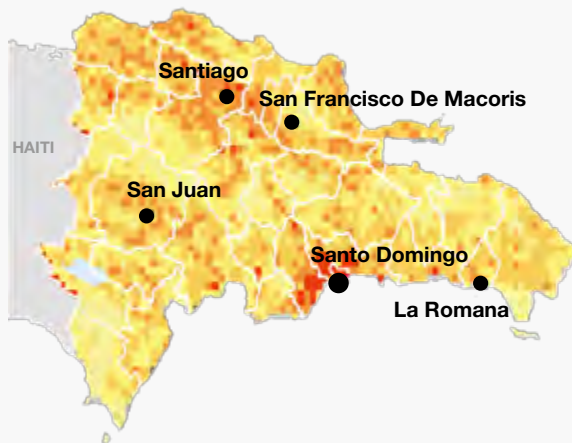 Santiago
San Francisco De Macoris
HAITI
San Juan
Santo Domingo
La Romana